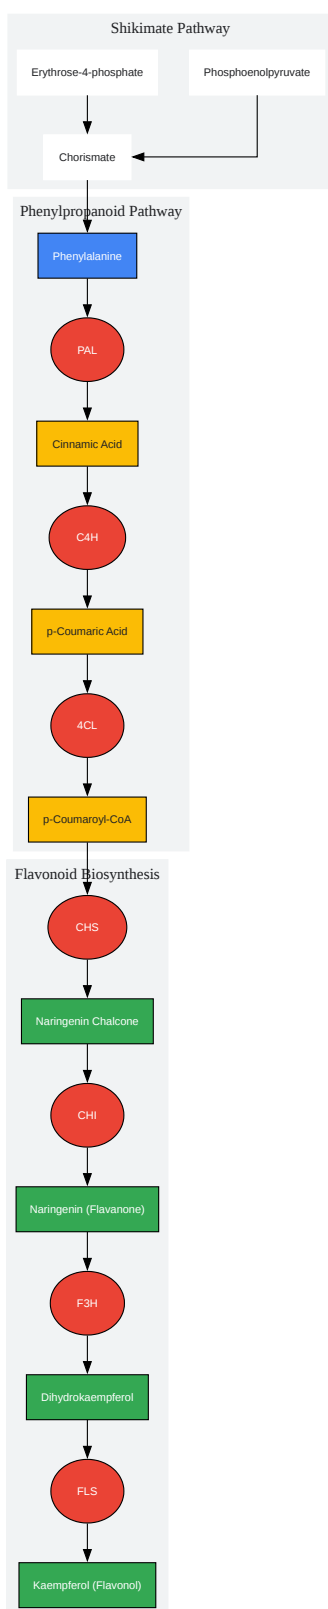 Shikimate Pathway
Erythrose-4-phosphate
Phosphoenolpyruvate
Chorismate
Phenylpropanoid Pathway
Phenylalanine
PAL
Cinnamic Acid
C4H
p-Coumaric Acid
4CL
p-Coumaroyl-CoA
Flavonoid Biosynthesis
CHS
Naringenin Chalcone
CHI
Naringenin (Flavanone)
F3H
Dihydrokaempferol
FLS
Kaempferol (Flavonol)